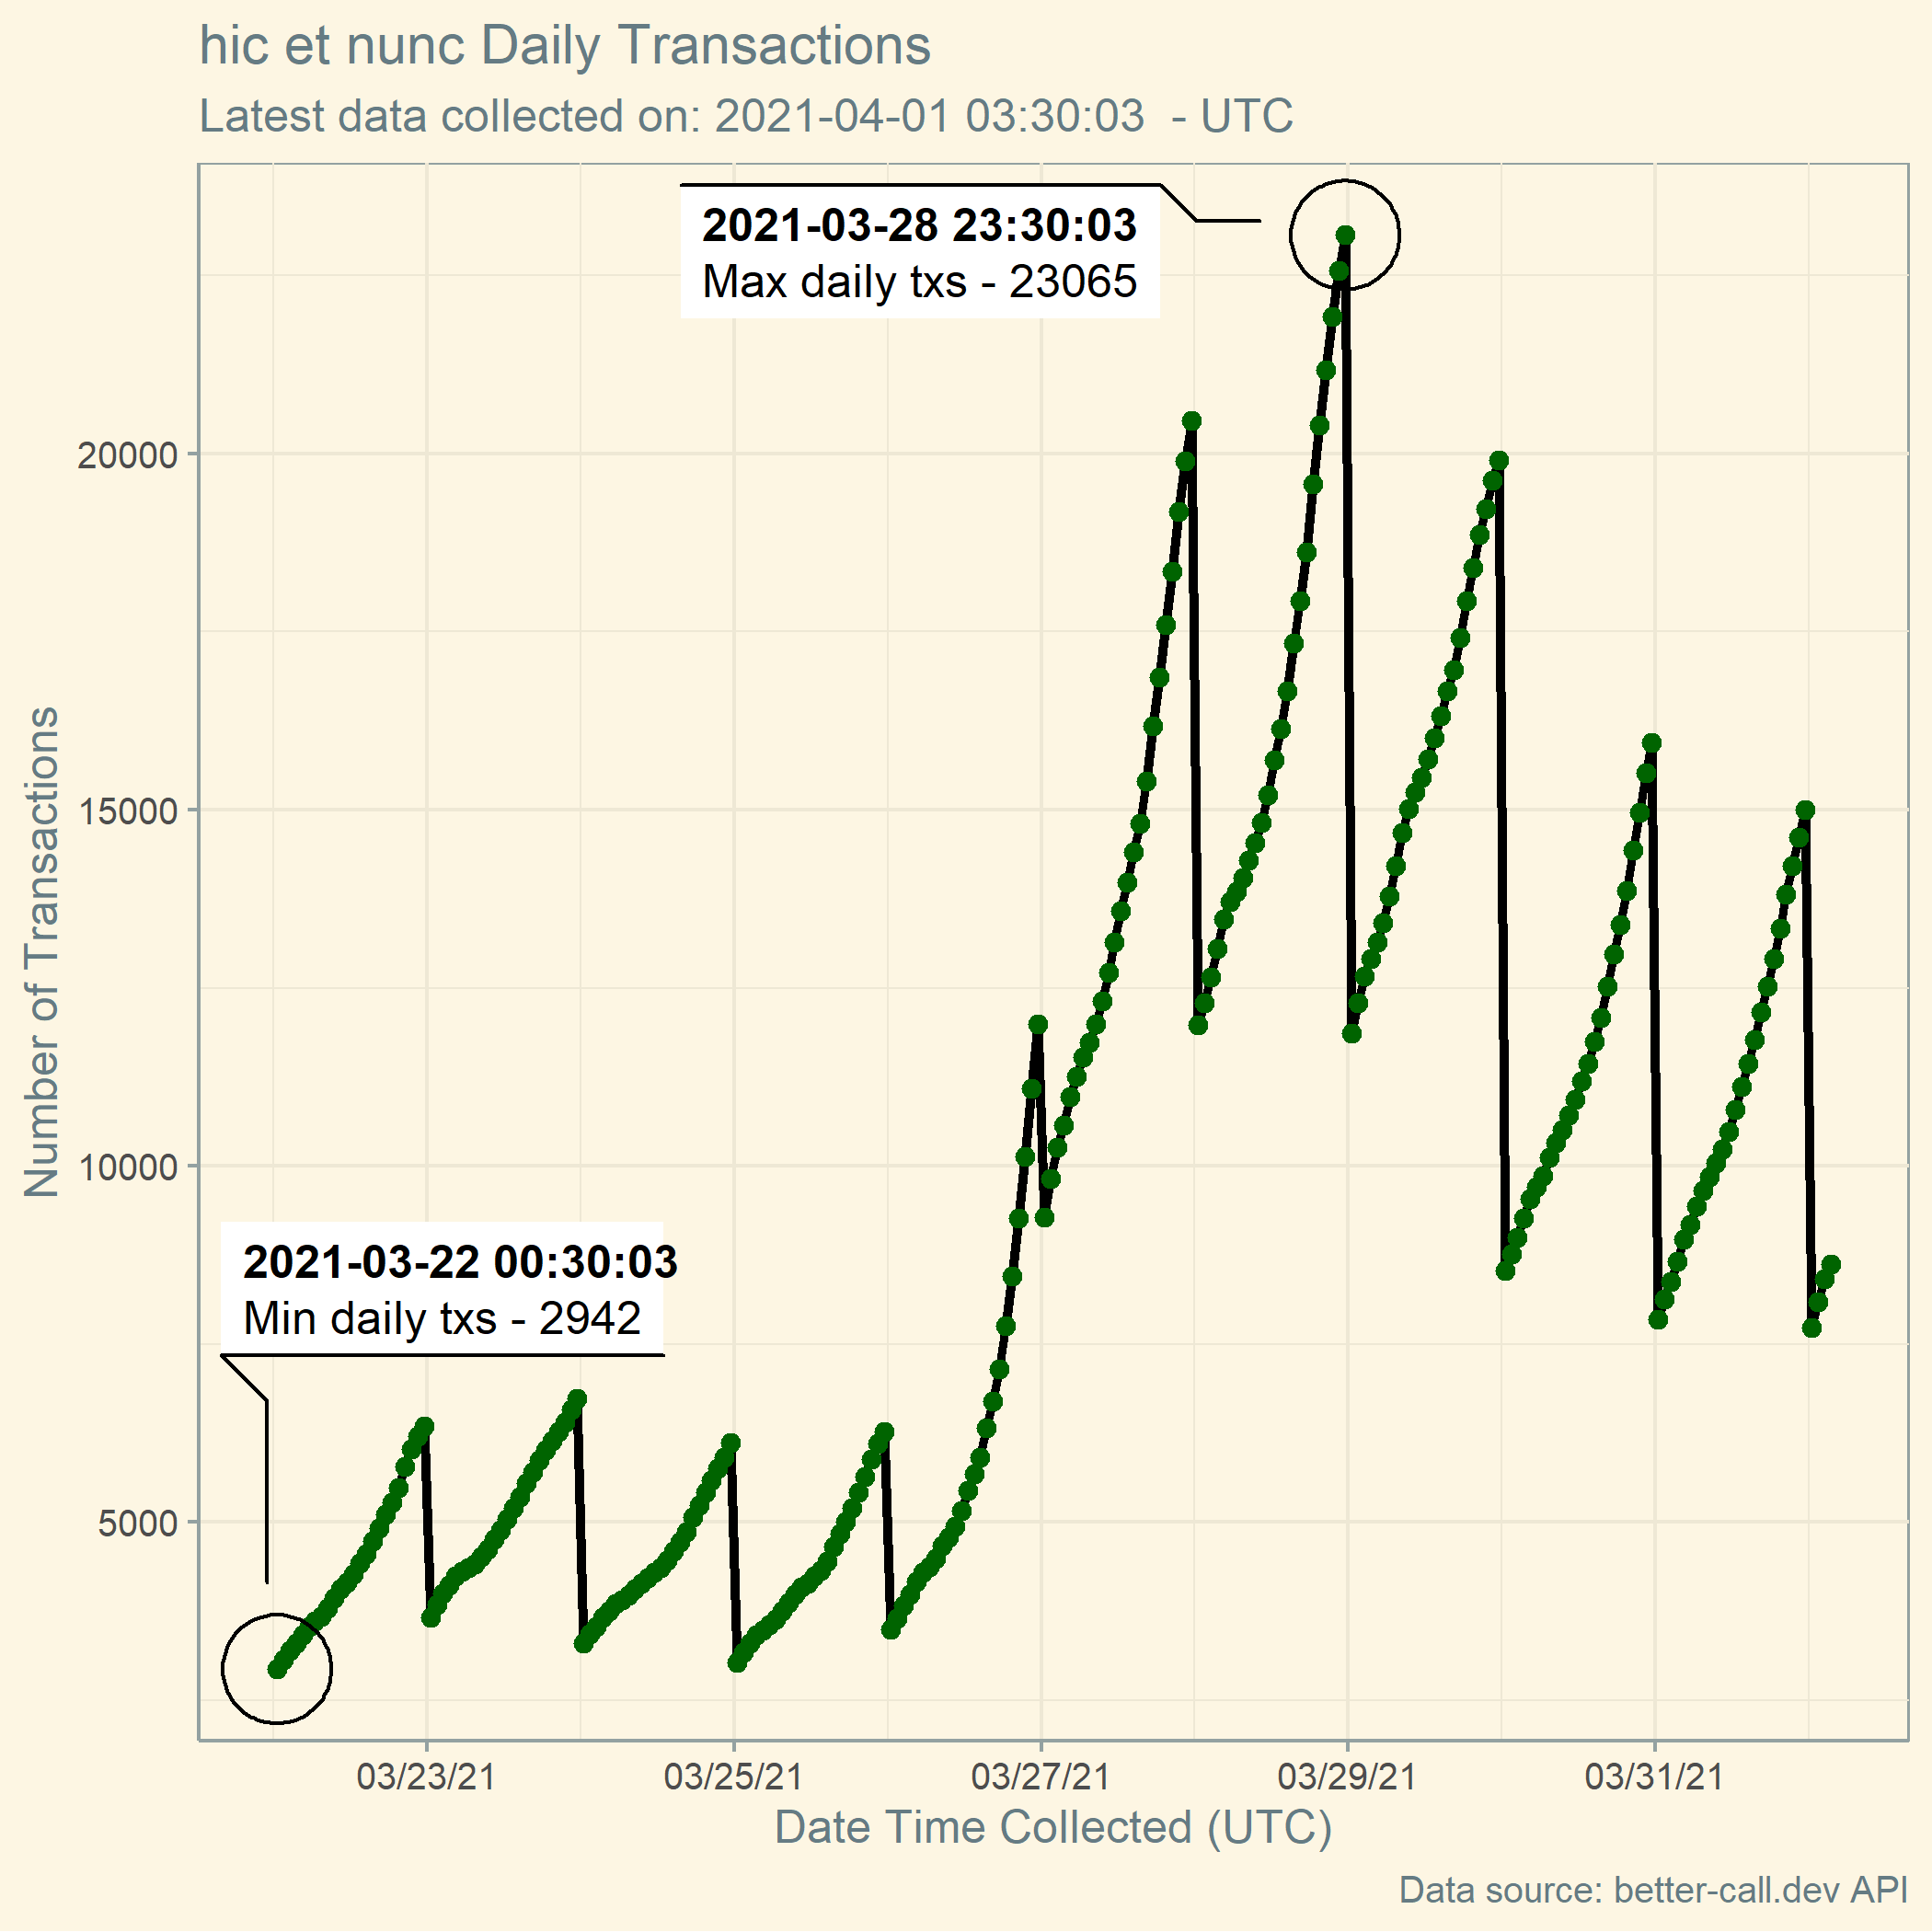 hic et nunc Daily Transactions
Latest data collected on: 2021-04-01 03:30:03  - UTC
2021-03-28 23:30:03
Max daily txs - 23065
20000
15000
10000
5000
Number of Transactions
2021-03-22 00:30:03
Min daily txs - 2942
03/23/21
03/25/21
03/27/21
03/29/21
03/31/21
Date Time Collected (UTC)
Data source: better-call.dev API